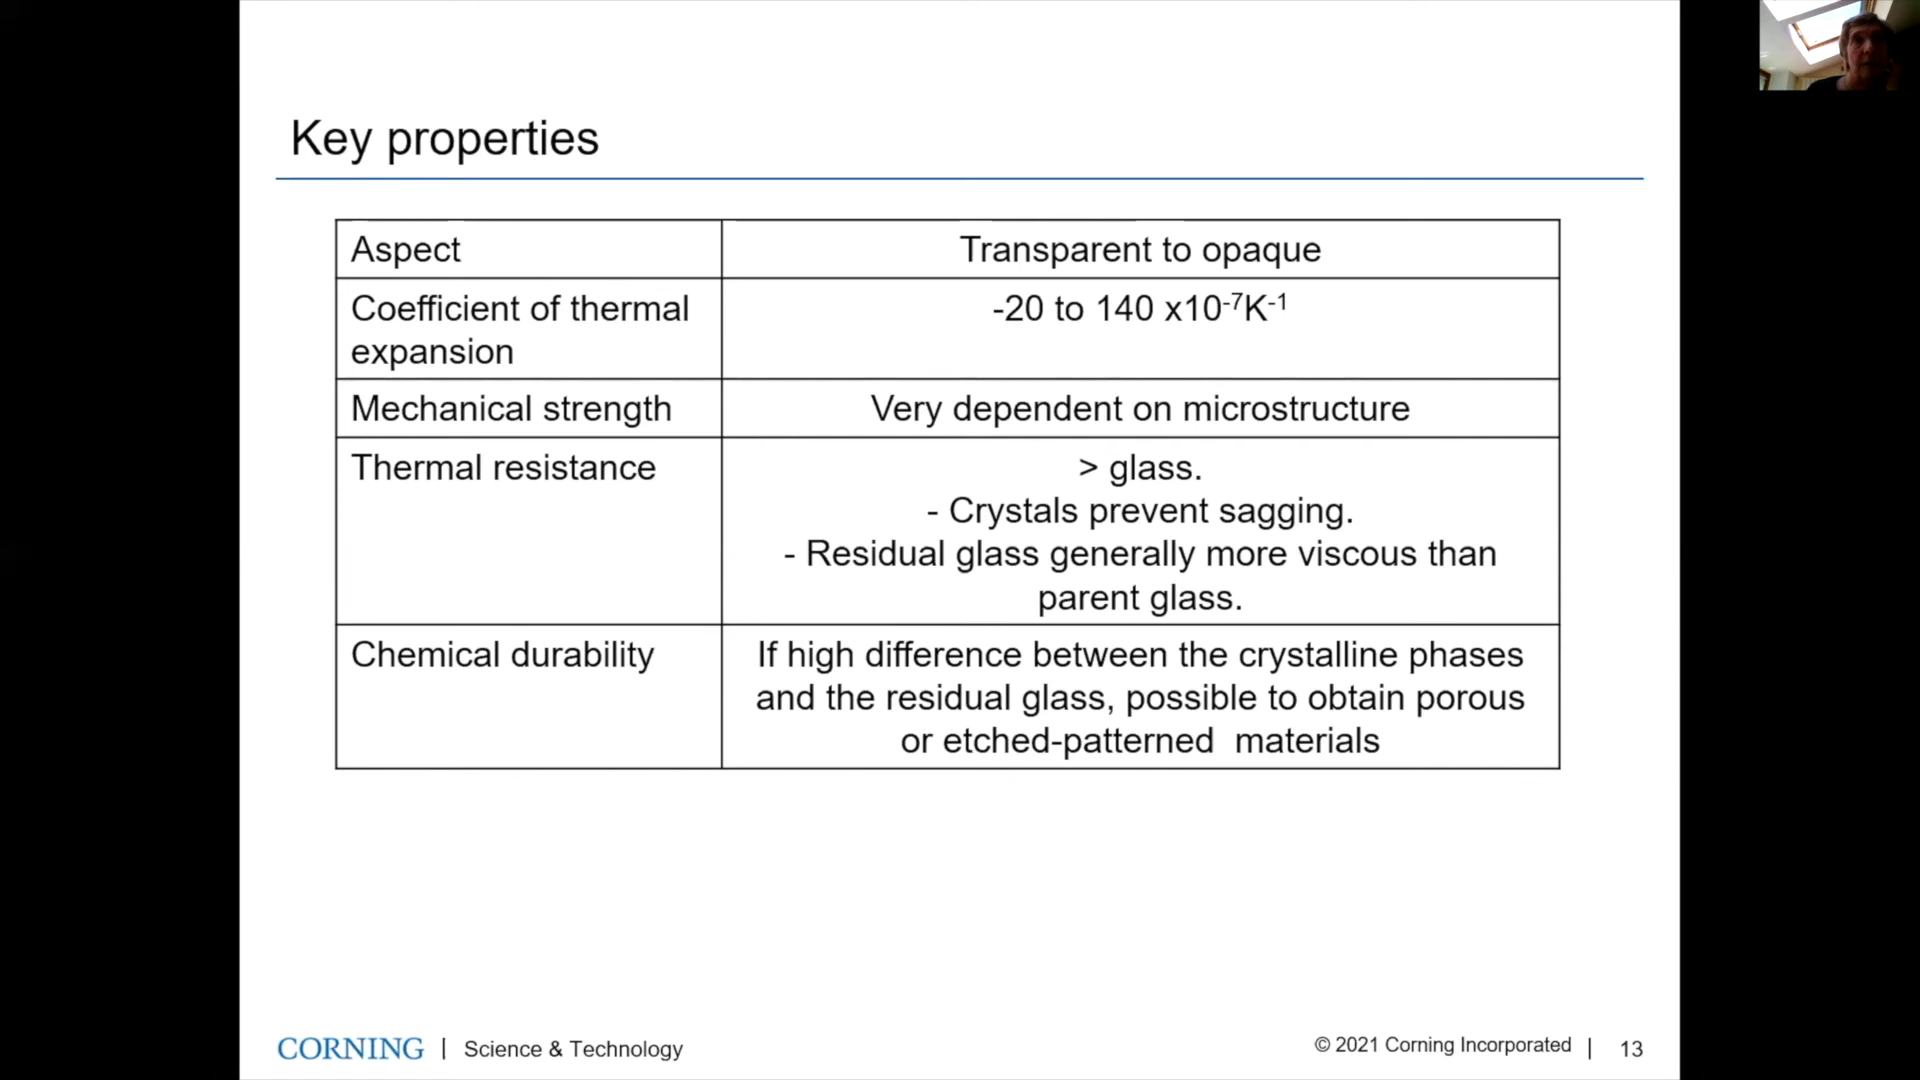 Key properties
Aspect
Transparent to opaque
Coefficient of thermal
expansion
-20 to 140 x10⁻⁷K⁻¹
Mechanical strength
Very dependent on microstructure
Thermal resistance
> glass.
- Crystals prevent sagging.
- Residual glass generally more viscous than
parent glass.
Chemical durability
If high difference between the crystalline phases
and the residual glass, possible to obtain porous
or etched-patterned materials
CORNING | Science & Technology
© 2021 Corning Incorporated | 13